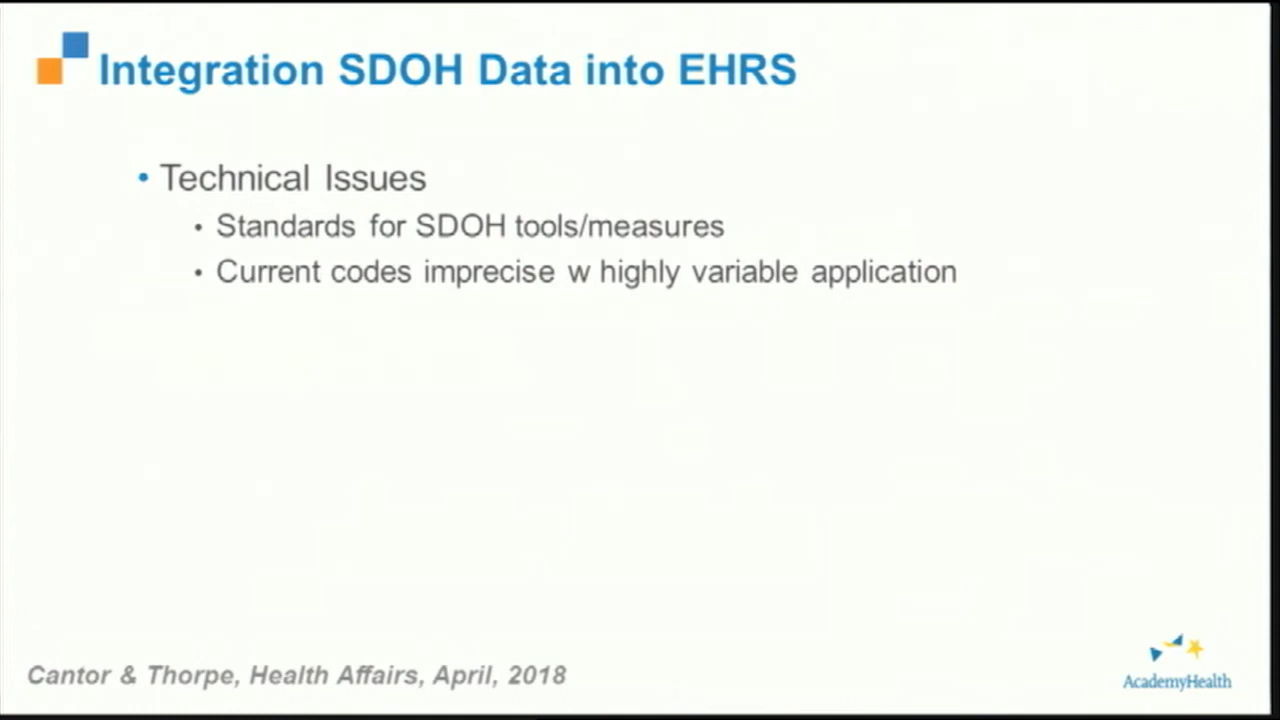 Integration SDOH Data into EHRS
• Technical Issues
• Standards for SDOH tools/measures
• Current codes imprecise w highly variable application
Cantor & Thorpe, Health Affairs, April, 2018
AcademyHealth